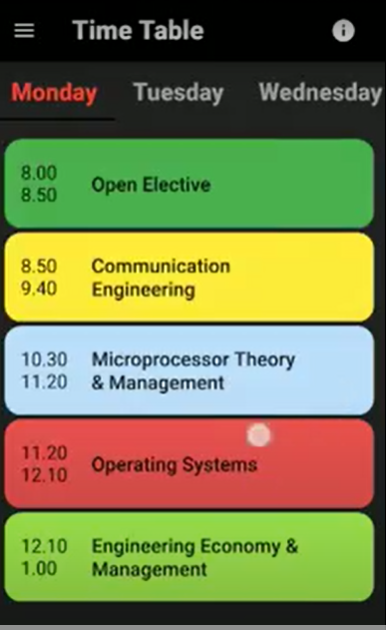 Time Table
Monday Tuesday Wednesday
8.00
8.50
Open Elective
8.50
9.40
Communication
Engineering
10.30
11.20
Microprocessor Theory
& Management
11.20
12.10
Operating Systems
12.10
1.00
Engineering Economy &
Management